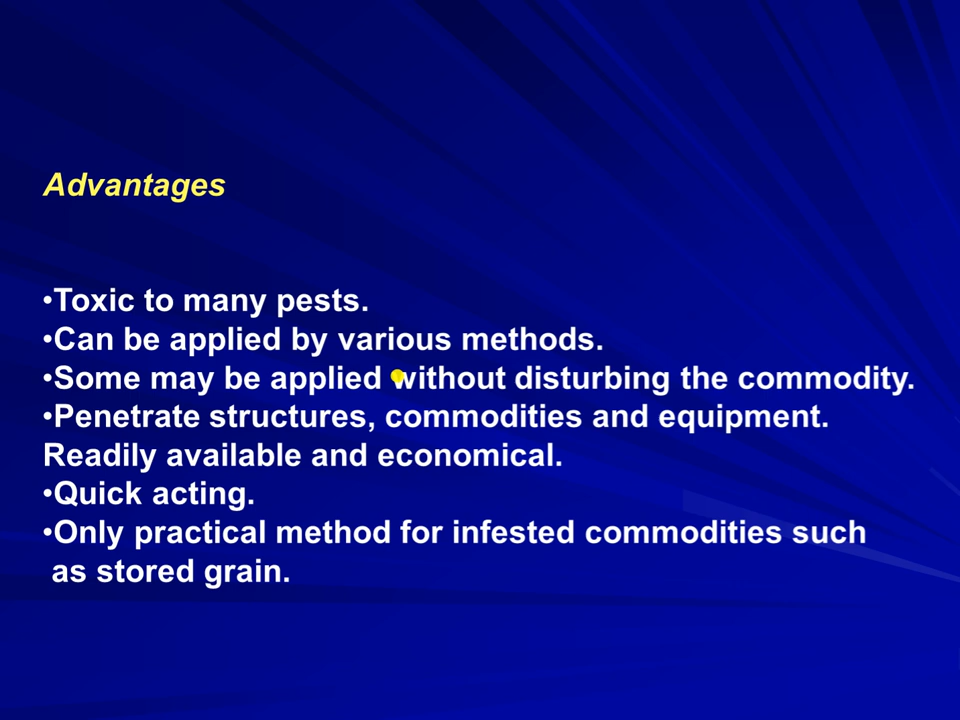 Advantages
•Toxic to many pests.
•Can be applied by various methods.
•Some may be applied without disturbing the commodity.
•Penetrate structures, commodities and equipment.
Readily available and economical.
•Quick acting.
•Only practical method for infested commodities such
as stored grain.